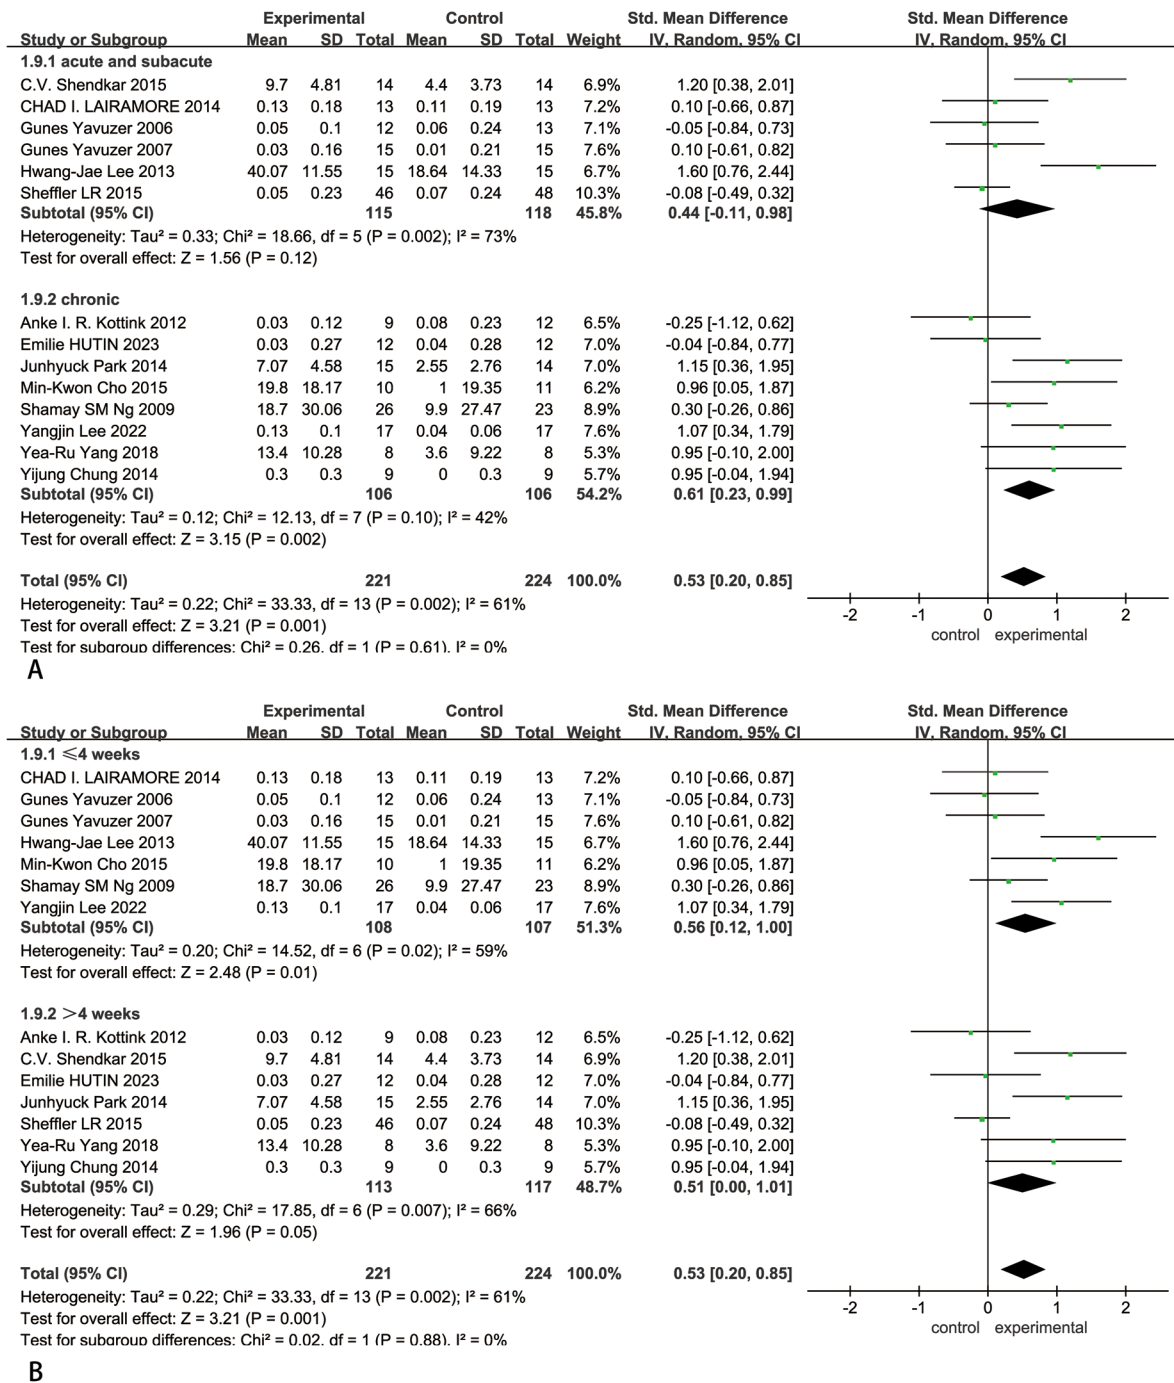 Experimental Control Std. Mean Difference Std. Mean Difference
Study or Subgroup Mean SD Total Mean SD Total Weight IV, Random, 95% CI IV, Random, 95% CI
1.9.1 acute and subacute
C.V. Shendkar 2015 9.7 4.81 14 4.4 3.73 14 6.9% 1.20 [0.38, 2.01]
CHAD I. LAIRAMORE 2014 0.13 0.18 13 0.11 0.19 13 7.2% 0.10 [-0.66, 0.87]
Gunes Yavuzer 2006 0.05 0.1 12 0.06 0.24 13 7.1% -0.05 [-0.84, 0.73]
Gunes Yavuzer 2007 0.03 0.16 15 0.01 0.21 15 7.6% 0.10 [-0.61, 0.82]
Hwang-Jae Lee 2013 40.07 11.55 15 18.64 14.33 15 6.7% 1.60 [0.76, 2.44]
Sheffler LR 2015 0.05 0.23 46 0.07 0.24 48 10.3% -0.08 [-0.49, 0.32]
Subtotal (95% CI) 115 118 45.8% 0.44 [-0.11, 0.98]
Heterogeneity: Tau² = 0.33; Chi² = 18.66, df = 5 (P = 0.002); I² = 73%
Test for overall effect: Z = 1.56 (P = 0.12)
1.9.2 chronic
Anke I. R. Kottink 2012 0.03 0.12 9 0.08 0.23 12 6.5% -0.25 [-1.12, 0.62]
Emilie HUTIN 2023 0.03 0.27 12 0.04 0.28 12 7.0% -0.04 [-0.84, 0.77]
Junhyuck Park 2014 7.07 4.58 15 2.55 2.76 14 7.0% 1.15 [0.36, 1.95]
Min-Kwon Cho 2015 19.8 18.17 10 1 19.35 11 6.2% 0.96 [0.05, 1.87]
Shamay SM Ng 2009 18.7 30.06 26 9.9 27.47 23 8.9% 0.30 [-0.26, 0.86]
Yangjin Lee 2022 0.13 0.1 17 0.04 0.06 17 7.6% 1.07 [0.34, 1.79]
Yea-Ru Yang 2018 13.4 10.28 8 3.6 9.22 8 5.3% 0.95 [-0.10, 2.00]
Yijung Chung 2014 0.3 0.3 9 0 0.3 9 5.7% 0.95 [-0.04, 1.94]
Subtotal (95% CI) 106 106 54.2% 0.61 [0.23, 0.99]
Heterogeneity: Tau² = 0.12; Chi² = 12.13, df = 7 (P = 0.10); I² = 42%
Test for overall effect: Z = 3.15 (P = 0.002)
Total (95% CI) 221 224 100.0% 0.53 [0.20, 0.85]
Heterogeneity: Tau² = 0.22; Chi² = 33.33, df = 13 (P = 0.002); I² = 61%
Test for overall effect: Z = 3.21 (P = 0.001)
Test for subgroup differences: Chi² = 0.26, df = 1 (P = 0.61), I² = 0%
-2 -1 0 1 2
control experimental
A
Experimental Control Std. Mean Difference Std. Mean Difference
Study or Subgroup Mean SD Total Mean SD Total Weight IV, Random, 95% CI IV, Random, 95% CI
1.9.1 ≤4 weeks
CHAD I. LAIRAMORE 2014 0.13 0.18 13 0.11 0.19 13 7.2% 0.10 [-0.66, 0.87]
Gunes Yavuzer 2006 0.05 0.1 12 0.06 0.24 13 7.1% -0.05 [-0.84, 0.73]
Gunes Yavuzer 2007 0.03 0.16 15 0.01 0.21 15 7.6% 0.10 [-0.61, 0.82]
Hwang-Jae Lee 2013 40.07 11.55 15 18.64 14.33 15 6.7% 1.60 [0.76, 2.44]
Min-Kwon Cho 2015 19.8 18.17 10 1 19.35 11 6.2% 0.96 [0.05, 1.87]
Shamay SM Ng 2009 18.7 30.06 26 9.9 27.47 23 8.9% 0.30 [-0.26, 0.86]
Yangjin Lee 2022 0.13 0.1 17 0.04 0.06 17 7.6% 1.07 [0.34, 1.79]
Subtotal (95% CI) 108 107 51.3% 0.56 [0.12, 1.00]
Heterogeneity: Tau² = 0.20; Chi² = 14.52, df = 6 (P = 0.02); I² = 59%
Test for overall effect: Z = 2.48 (P = 0.01)
1.9.2 >4 weeks
Anke I. R. Kottink 2012 0.03 0.12 9 0.08 0.23 12 6.5% -0.25 [-1.12, 0.62]
C.V. Shendkar 2015 9.7 4.81 14 4.4 3.73 14 6.9% 1.20 [0.38, 2.01]
Emilie HUTIN 2023 0.03 0.27 12 0.04 0.28 12 7.0% -0.04 [-0.84, 0.77]
Junhyuck Park 2014 7.07 4.58 15 2.55 2.76 14 7.0% 1.15 [0.36, 1.95]
Sheffler LR 2015 0.05 0.23 46 0.07 0.24 48 10.3% -0.08 [-0.49, 0.32]
Yea-Ru Yang 2018 13.4 10.28 8 3.6 9.22 8 5.3% 0.95 [-0.10, 2.00]
Yijung Chung 2014 0.3 0.3 9 0 0.3 9 5.7% 0.95 [-0.04, 1.94]
Subtotal (95% CI) 113 117 48.7% 0.51 [0.00, 1.01]
Heterogeneity: Tau² = 0.29; Chi² = 17.85, df = 6 (P = 0.007); I² = 66%
Test for overall effect: Z = 1.96 (P = 0.05)
Total (95% CI) 221 224 100.0% 0.53 [0.20, 0.85]
Heterogeneity: Tau² = 0.22; Chi² = 33.33, df = 13 (P = 0.002); I² = 61%
Test for overall effect: Z = 3.21 (P = 0.001)
Test for subgroup differences: Chi² = 0.02, df = 1 (P = 0.88), I² = 0%
-2 -1 0 1 2
control experimental
B